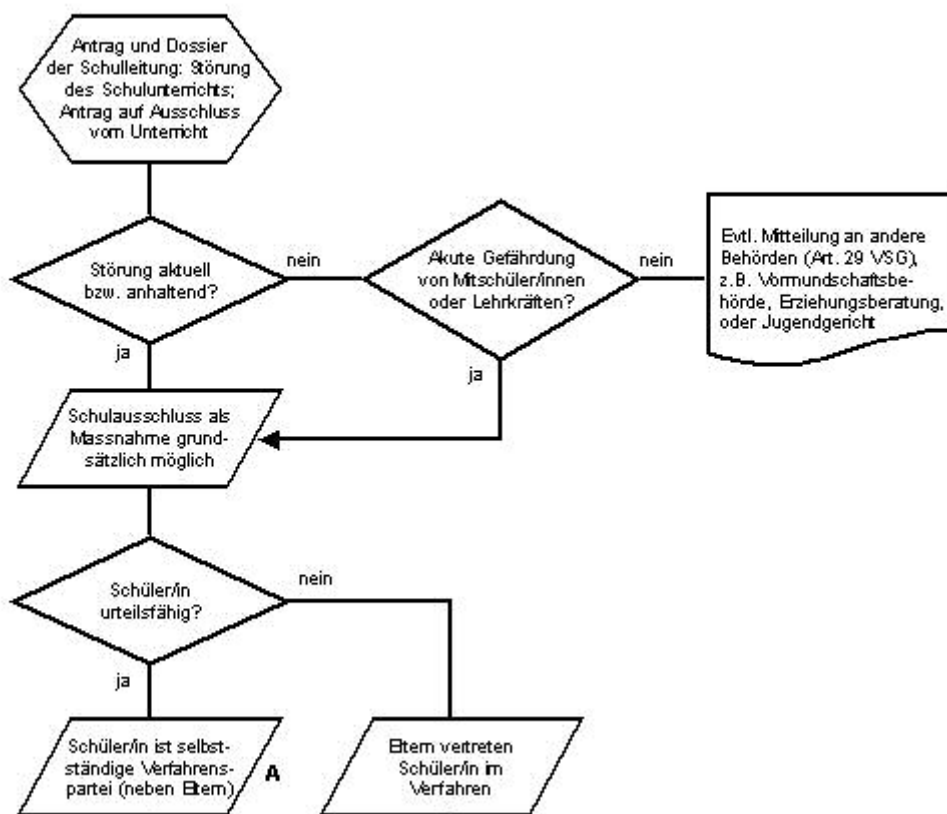 Antrag und Dossier
der Schulleitung: Störung
des Schulunterrichts;
Antrag auf Ausschluss
vom Unterricht
Störung aktuell
bzw. anhaltend?
nein
Akute Gefährdung
von Mitschüler/innen
oder Lehrkräften?
nein
Evtl. Mitteilung an andere
Behörden (Art. 29 VSG),
z.B. Vormundschaftsbe-
hörde, Erziehungsberatung,
oder Jugendgericht
ja
ja
Schulausschluss als
Massnahme grund-
sätzlich möglich
Schüler/in
urteilsfähig?
nein
ja
Schüler/in ist selbst-
ständige Verfahrens-
partei (neben Eltern)
A
Eltern vertreten
Schüler/in im
Verfahren